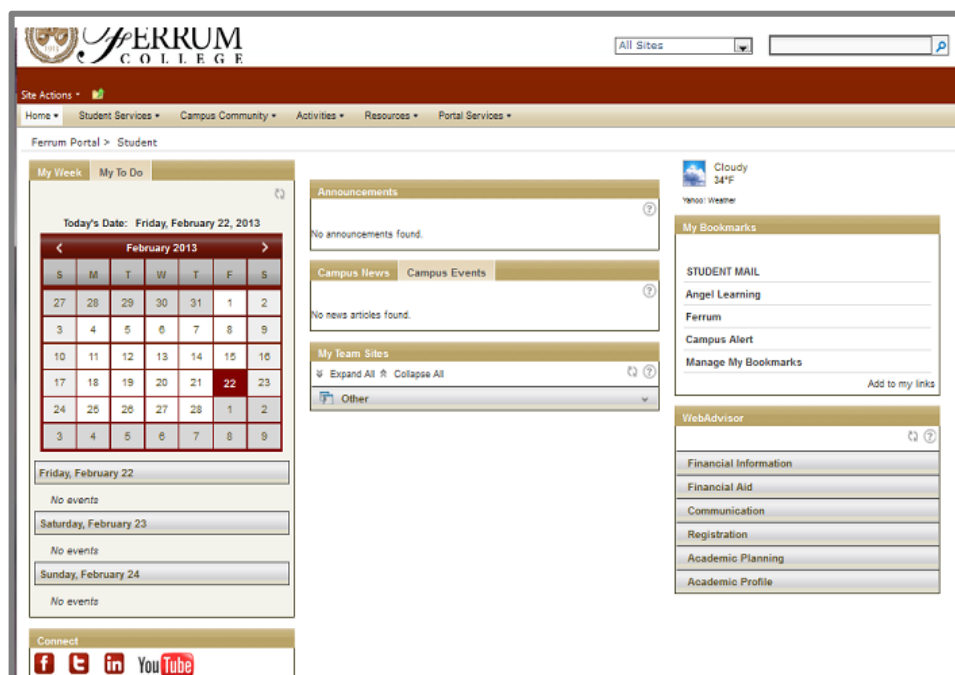 FERRUM
COLLEGE
1913
All Sites
Site Actions
Home Student Services Campus Community Activities Resources Portal Services
Ferrum Portal > Student
My Week My To Do
Today's Date: Friday, February 22, 2013
February 2013
S M T W T F S
27 28 29 30 31 1 2
3 4 5 6 7 8 9
10 11 12 13 14 15 16
17 18 19 20 21 22 23
24 25 26 27 28 1 2
3 4 5 6 7 8 9
Friday, February 22
No events
Saturday, February 23
No events
Sunday, February 24
No events
Connect
f t in YouTube
Announcements
?
No announcements found.
Campus News Campus Events
?
No news articles found.
My Team Sites
Expand All Collapse All ?
Other
Cloudy
34°F
Yahoo! Weather
My Bookmarks
STUDENT MAIL
Angel Learning
Ferrum
Campus Alert
Manage My Bookmarks
Add to my links
WebAdvisor
?
Financial Information
Financial Aid
Communication
Registration
Academic Planning
Academic Profile